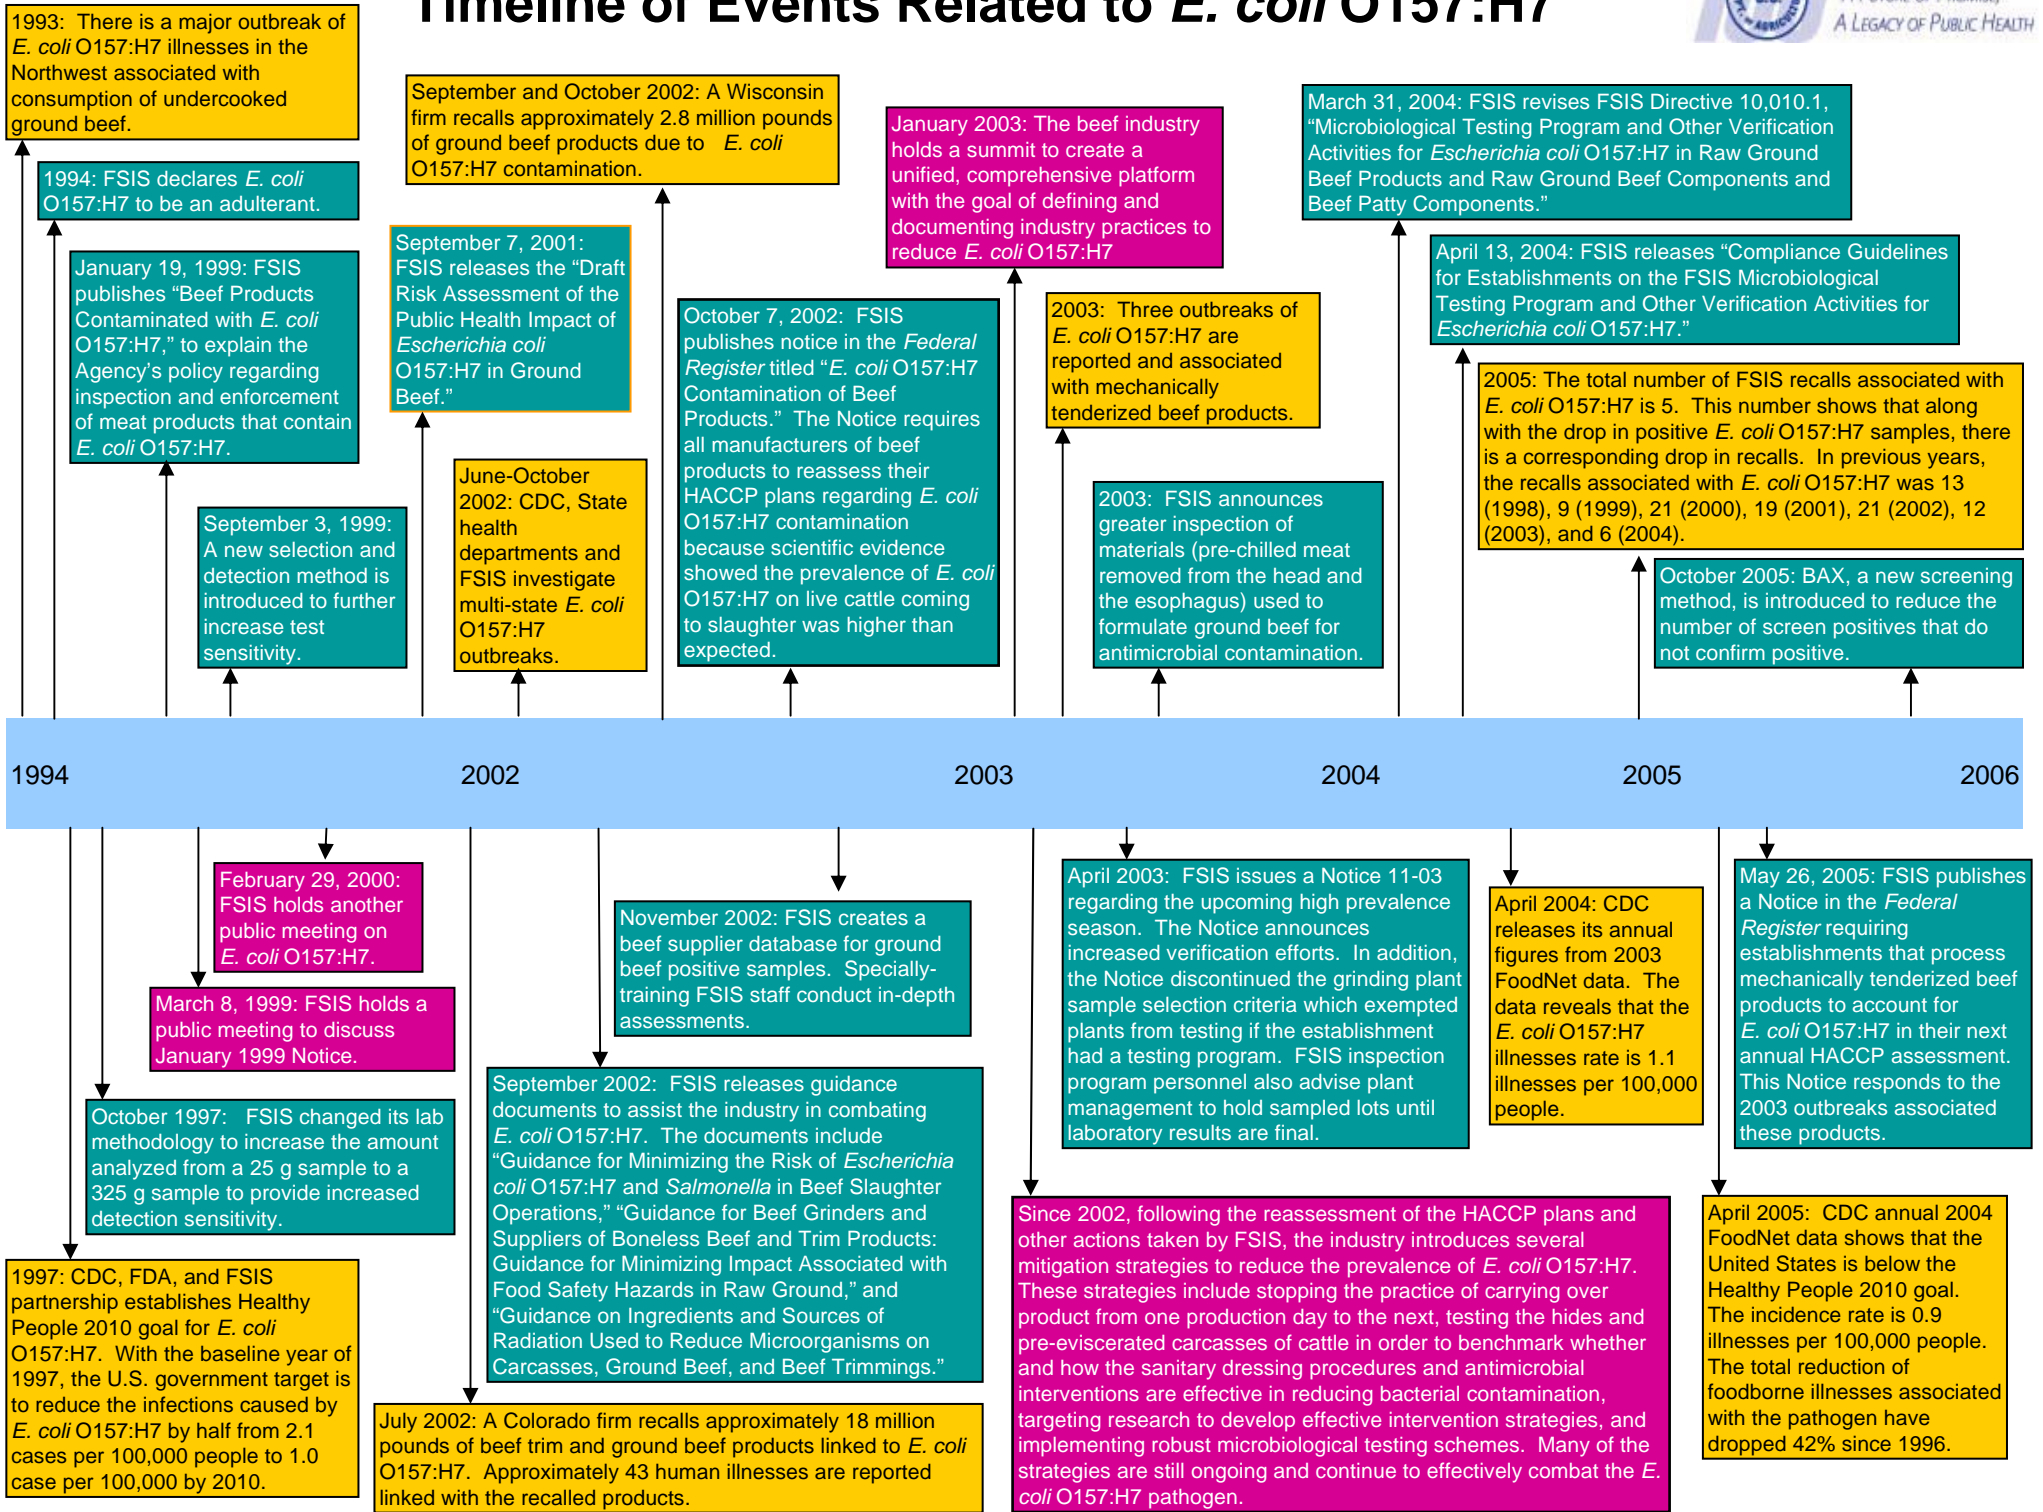 Timeline of Events Related to E. coli O157:H7
A LEGACY OF PUBLIC HEALTH
1993: There is a major outbreak of
E. coli O157:H7 illnesses in the
Northwest associated with
consumption of undercooked
ground beef.
1994: FSIS declares E. coli
O157:H7 to be an adulterant.
January 19, 1999: FSIS
publishes “Beef Products
Contaminated with E. coli
O157:H7,” to explain the
Agency’s policy regarding
inspection and enforcement
of meat products that contain
E. coli O157:H7.
September 3, 1999:
A new selection and
detection method is
introduced to further
increase test
sensitivity.
September 7, 2001:
FSIS releases the “Draft
Risk Assessment of the
Public Health Impact of
Escherichia coli
O157:H7 in Ground
Beef.”
June-October
2002: CDC, State
health
departments and
FSIS investigate
multi-state E. coli
O157:H7
outbreaks.
September and October 2002: A Wisconsin
firm recalls approximately 2.8 million pounds
of ground beef products due to E. coli
O157:H7 contamination.
October 7, 2002: FSIS
publishes notice in the Federal
Register titled “E. coli O157:H7
Contamination of Beef
Products.” The Notice requires
all manufacturers of beef
products to reassess their
HACCP plans regarding E. coli
O157:H7 contamination
because scientific evidence
showed the prevalence of E. coli
O157:H7 on live cattle coming
to slaughter was higher than
expected.
January 2003: The beef industry
holds a summit to create a
unified, comprehensive platform
with the goal of defining and
documenting industry practices to
reduce E. coli O157:H7
2003: Three outbreaks of
E. coli O157:H7 are
reported and associated
with mechanically
tenderized beef products.
2003: FSIS announces
greater inspection of
materials (pre-chilled meat
removed from the head and
the esophagus) used to
formulate ground beef for
antimicrobial contamination.
March 31, 2004: FSIS revises FSIS Directive 10,010.1,
“Microbiological Testing Program and Other Verification
Activities for Escherichia coli O157:H7 in Raw Ground
Beef Products and Raw Ground Beef Components and
Beef Patty Components.”
April 13, 2004: FSIS releases “Compliance Guidelines
for Establishments on the FSIS Microbiological
Testing Program and Other Verification Activities for
Escherichia coli O157:H7.”
2005: The total number of FSIS recalls associated with
E. coli O157:H7 is 5. This number shows that along
with the drop in positive E. coli O157:H7 samples, there
is a corresponding drop in recalls. In previous years,
the recalls associated with E. coli O157:H7 was 13
(1998), 9 (1999), 21 (2000), 19 (2001), 21 (2002), 12
(2003), and 6 (2004).
October 2005: BAX, a new screening
method, is introduced to reduce the
number of screen positives that do
not confirm positive.
1994 2002 2003 2004 2005 2006
February 29, 2000:
FSIS holds another
public meeting on
E. coli O157:H7.
March 8, 1999: FSIS holds a
public meeting to discuss
January 1999 Notice.
October 1997: FSIS changed its lab
methodology to increase the amount
analyzed from a 25 g sample to a
325 g sample to provide increased
detection sensitivity.
1997: CDC, FDA, and FSIS
partnership establishes Healthy
People 2010 goal for E. coli
O157:H7. With the baseline year of
1997, the U.S. government target is
to reduce the infections caused by
E. coli O157:H7 by half from 2.1
cases per 100,000 people to 1.0
case per 100,000 by 2010.
November 2002: FSIS creates a
beef supplier database for ground
beef positive samples. Specially-
training FSIS staff conduct in-depth
assessments.
September 2002: FSIS releases guidance
documents to assist the industry in combating
E. coli O157:H7. The documents include
“Guidance for Minimizing the Risk of Escherichia
coli O157:H7 and Salmonella in Beef Slaughter
Operations,” “Guidance for Beef Grinders and
Suppliers of Boneless Beef and Trim Products:
Guidance for Minimizing Impact Associated with
Food Safety Hazards in Raw Ground,” and
“Guidance on Ingredients and Sources of
Radiation Used to Reduce Microorganisms on
Carcasses, Ground Beef, and Beef Trimmings.”
July 2002: A Colorado firm recalls approximately 18 million
pounds of beef trim and ground beef products linked to E. coli
O157:H7. Approximately 43 human illnesses are reported
linked with the recalled products.
April 2003: FSIS issues a Notice 11-03
regarding the upcoming high prevalence
season. The Notice announces
increased verification efforts. In addition,
the Notice discontinued the grinding plant
sample selection criteria which exempted
plants from testing if the establishment
had a testing program. FSIS inspection
program personnel also advise plant
management to hold sampled lots until
laboratory results are final.
Since 2002, following the reassessment of the HACCP plans and
other actions taken by FSIS, the industry introduces several
mitigation strategies to reduce the prevalence of E. coli O157:H7.
These strategies include stopping the practice of carrying over
product from one production day to the next, testing the hides and
pre-eviscerated carcasses of cattle in order to benchmark whether
and how the sanitary dressing procedures and antimicrobial
interventions are effective in reducing bacterial contamination,
targeting research to develop effective intervention strategies, and
implementing robust microbiological testing schemes. Many of the
strategies are still ongoing and continue to effectively combat the E.
coli O157:H7 pathogen.
April 2004: CDC
releases its annual
figures from 2003
FoodNet data. The
data reveals that the
E. coli O157:H7
illnesses rate is 1.1
illnesses per 100,000
people.
May 26, 2005: FSIS publishes
a Notice in the Federal
Register requiring
establishments that process
mechanically tenderized beef
products to account for
E. coli O157:H7 in their next
annual HACCP assessment.
This Notice responds to the
2003 outbreaks associated
these products.
April 2005: CDC annual 2004
FoodNet data shows that the
United States is below the
Healthy People 2010 goal.
The incidence rate is 0.9
illnesses per 100,000 people.
The total reduction of
foodborne illnesses associated
with the pathogen have
dropped 42% since 1996.